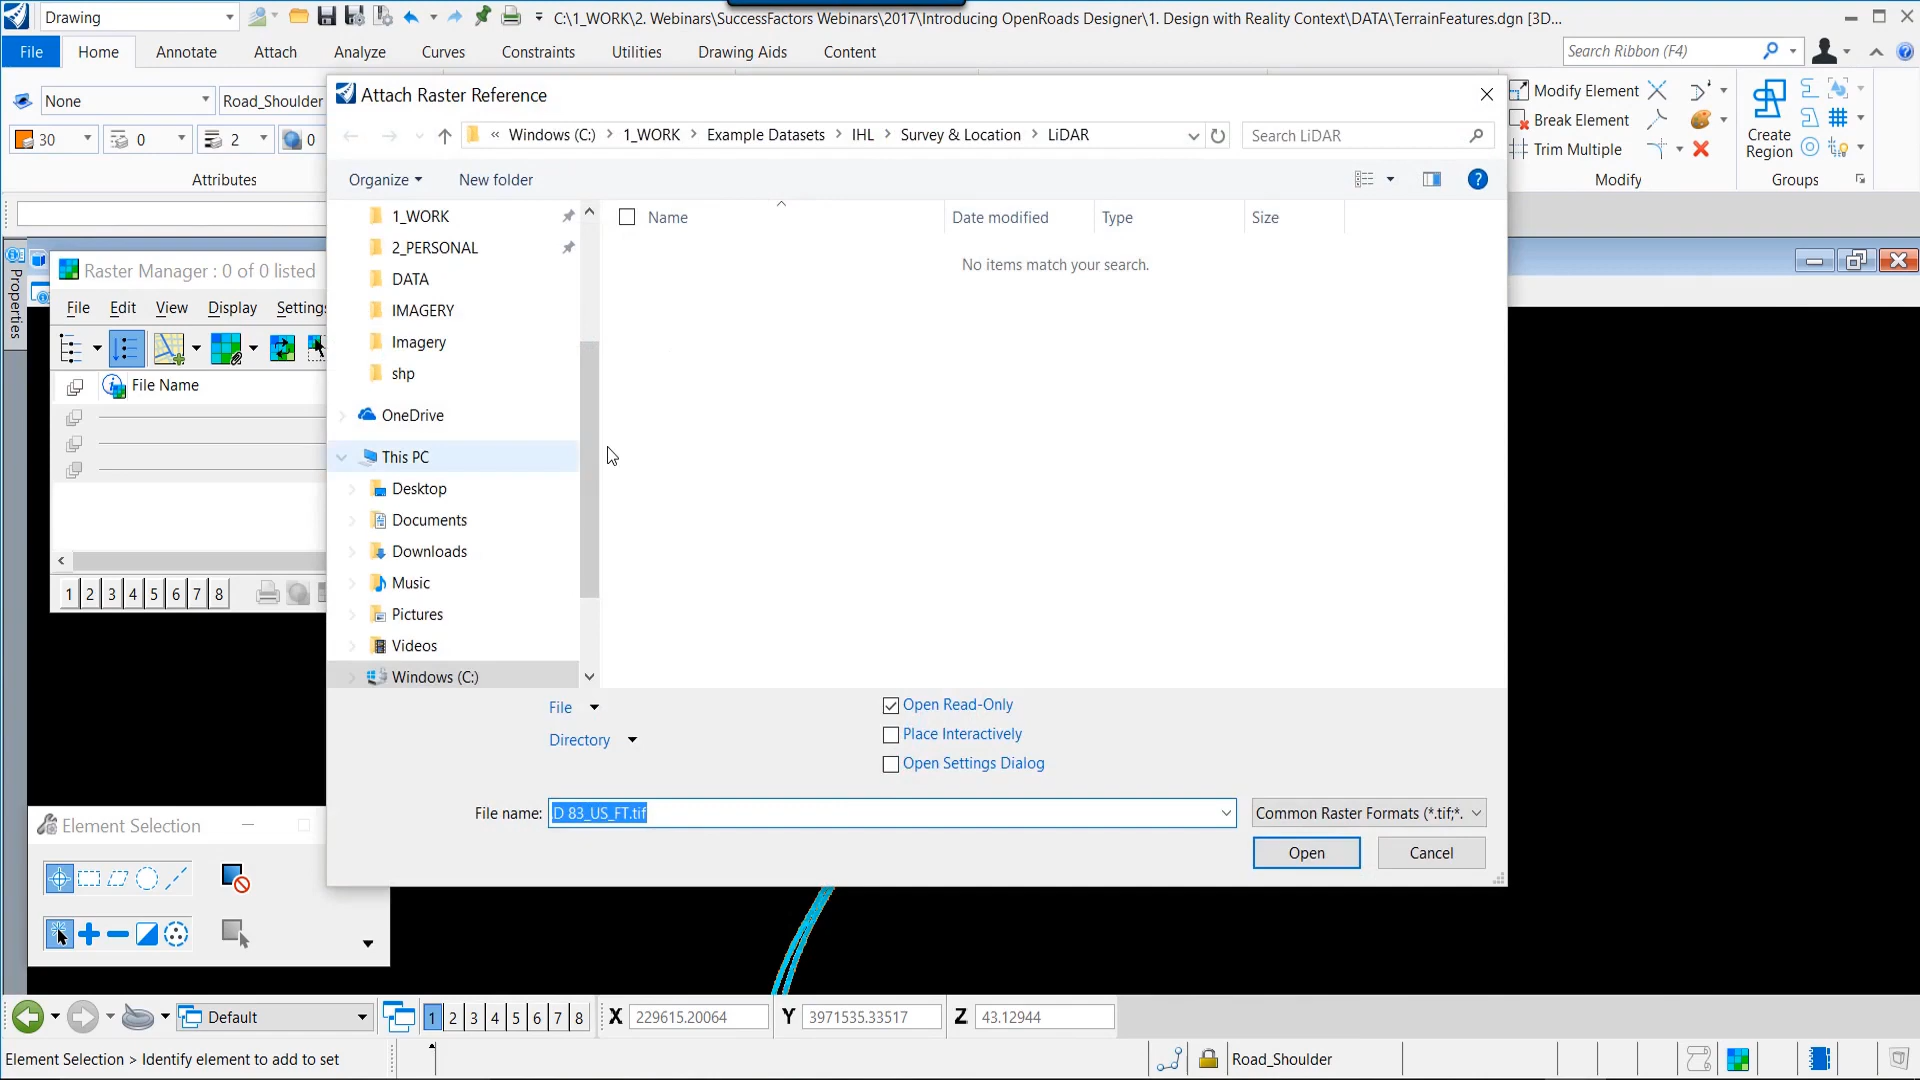 Drawing
C:\1_WORK\2. Webinars\SuccessFactors Webinars\2017\Introducing OpenRoads Designer\1. Design with Reality Context\DATA\TerrainFeatures.dgn [3D...
File Home Annotate Attach Analyze Curves Constraints Utilities Drawing Aids Content
Search Ribbon (F4)
None Road_Shoulder
30 0 2 0
Attributes
Modify Element
Break Element
Trim Multiple
Modify
Create
Region
Groups
Properties
Raster Manager : 0 of 0 listed
File Edit View Display Settings
File Name
1 2 3 4 5 6 7 8
Attach Raster Reference
« Windows (C:) > 1_WORK > Example Datasets > IHL > Survey & Location > LiDAR
Search LiDAR
Organize New folder
Name Date modified Type Size
No items match your search.
1_WORK
2_PERSONAL
DATA
IMAGERY
Imagery
shp
OneDrive
This PC
Desktop
Documents
Downloads
Music
Pictures
Videos
Windows (C:)
File
Directory
Open Read-Only
Place Interactively
Open Settings Dialog
File name: D 83_US_FT.tif
Common Raster Formats (*.tif;*.
Open Cancel
Element Selection
Default
1 2 3 4 5 6 7 8
X 229615.20064 Y 3971535.33517 Z 43.12944
Element Selection > Identify element to add to set
Road_Shoulder